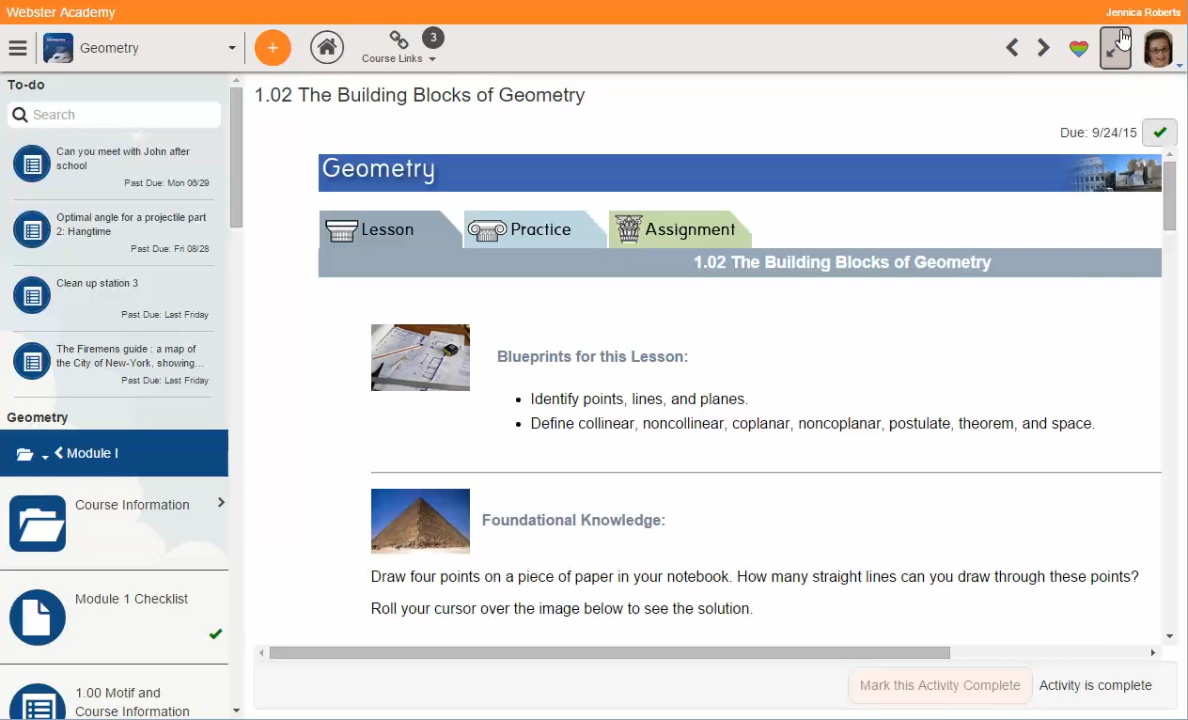 Webster Academy
Jennica Roberts
Geometry
+
Course Links
3
To-do
Search
Can you meet with John after
school
Past Due: Mon 08/29
Optimal angle for a projectile part
2: Hangtime
Past Due: Fri 08/28
Clean up station 3
Past Due: Last Friday
The Firemens guide : a map of
the City of New-York, showing...
Past Due: Last Friday
Geometry
Module I
Course Information
Module 1 Checklist
1.00 Motif and
Course Information
1.02 The Building Blocks of Geometry
Due: 9/24/15
Geometry
Lesson
Practice
Assignment
1.02 The Building Blocks of Geometry
Blueprints for this Lesson:
• Identify points, lines, and planes.
• Define collinear, noncollinear, coplanar, noncoplanar, postulate, theorem, and space.
Foundational Knowledge:
Draw four points on a piece of paper in your notebook. How many straight lines can you draw through these points?
Roll your cursor over the image below to see the solution.
Mark this Activity Complete
Activity is complete